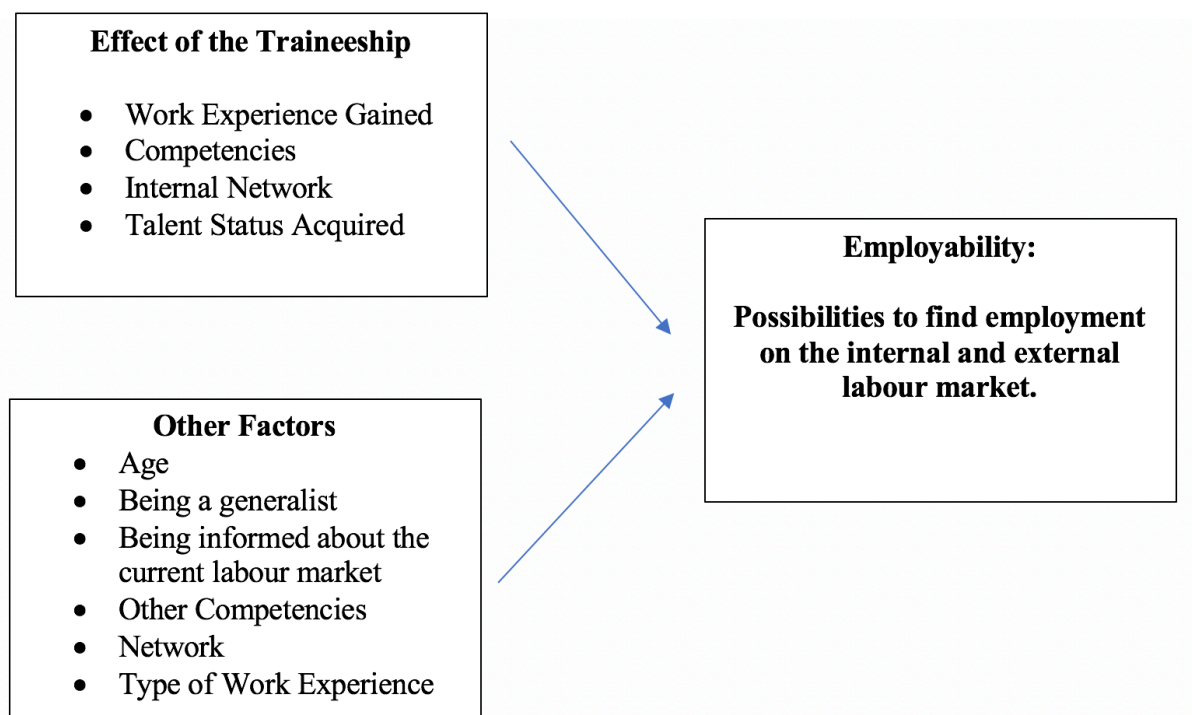 Effect of the Traineeship
• Work Experience Gained
• Competencies
• Internal Network
• Talent Status Acquired
Other Factors
• Age
• Being a generalist
• Being informed about the
current labour market
• Other Competencies
• Network
• Type of Work Experience
Employability:
Possibilities to find employment
on the internal and external
labour market.